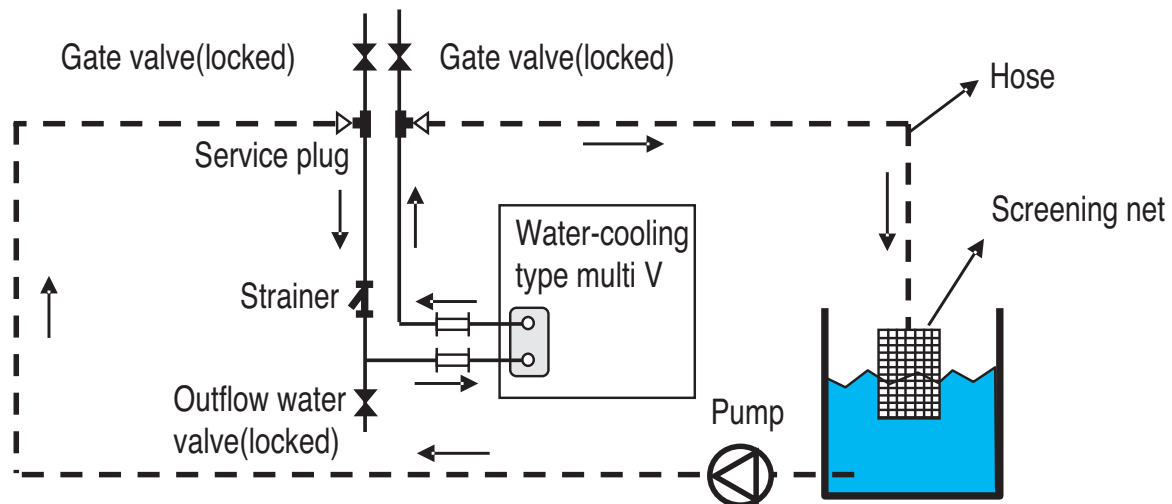 Gate valve(locked)
Gate valve(locked)
Hose
Service plug
Screening net
Water-cooling
type multi V
Strainer
Outflow water
valve(locked)
Pump